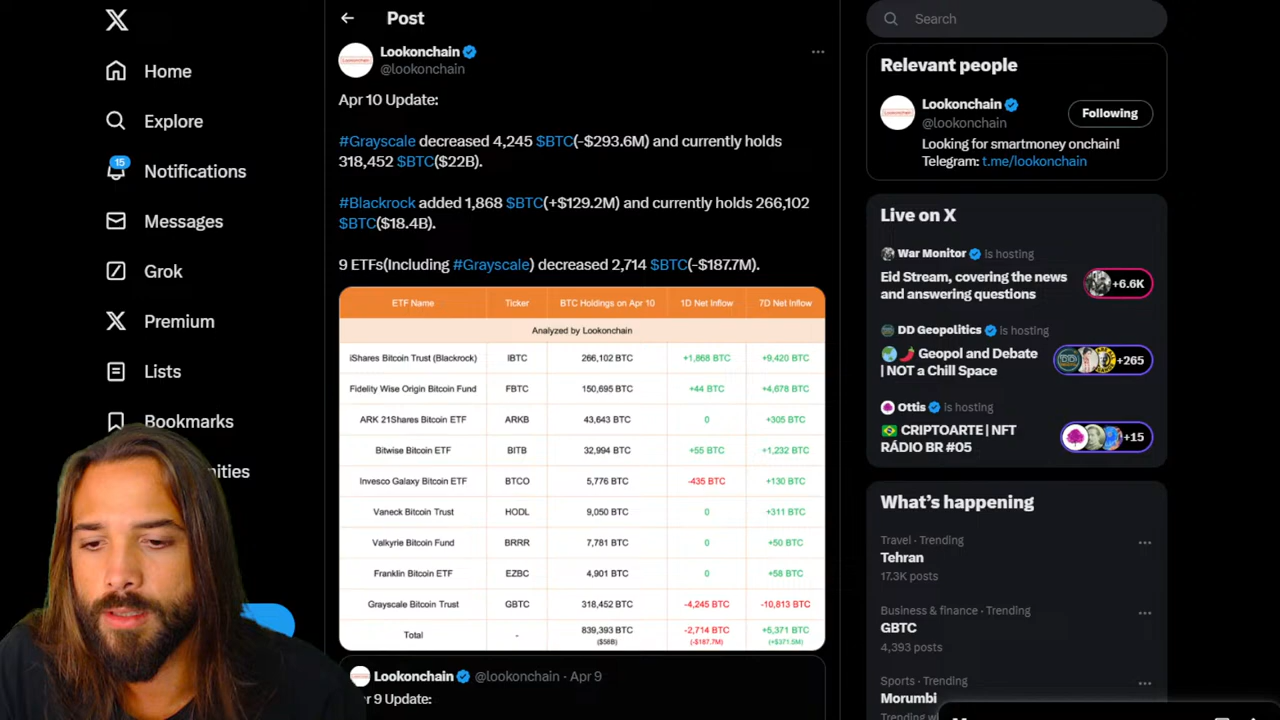 Home
Explore
15
Notifications
Messages
Grok
Premium
Lists
Bookmarks
Post
Lookonchain
@lookonchain
Apr 10 Update:
#Grayscale decreased 4,245 $BTC(-$293.6M) and currently holds
318,452 $BTC($22B).
#Blackrock added 1,868 $BTC(+$129.2M) and currently holds 266,102
$BTC($18.4B).
9 ETFs(Including #Grayscale) decreased 2,714 $BTC(-$187.7M).
ETF Name Ticker BTC Holdings on Apr 10 1D Net Inflow 7D Net Inflow
Analyzed by Lookonchain
iShares Bitcoin Trust (Blackrock) IBTC 266,102 BTC +1,868 BTC +9,420 BTC
Fidelity Wise Origin Bitcoin Fund FBTC 150,695 BTC +44 BTC +4,678 BTC
ARK 21Shares Bitcoin ETF ARKB 43,643 BTC 0 +305 BTC
Bitwise Bitcoin ETF BITB 32,994 BTC +55 BTC +1,232 BTC
Invesco Galaxy Bitcoin ETF BTCO 5,776 BTC -435 BTC +130 BTC
Vaneck Bitcoin Trust HODL 9,050 BTC 0 +311 BTC
Valkyrie Bitcoin Fund BRRR 7,781 BTC 0 +50 BTC
Franklin Bitcoin ETF EZBC 4,901 BTC 0 +58 BTC
Grayscale Bitcoin Trust GBTC 318,452 BTC -4,245 BTC -10,813 BTC
Total - 839,393 BTC -2,714 BTC +5,371 BTC
($58B) (-$187.7M) (+$371.5M)
Lookonchain @lookonchain · Apr 9
9 Update:
Search
Relevant people
Lookonchain
@lookonchain
Following
Looking for smartmoney onchain!
Telegram: t.me/lookonchain
Live on X
War Monitor is hosting
Eid Stream, covering the news
and answering questions
+6.6K
DD Geopolitics is hosting
Geopol and Debate
| NOT a Chill Space
+265
Ottis is hosting
CRIPTOARTE | NFT
RÁDIO BR #05
+15
What's happening
Travel · Trending
Tehran
17.3K posts
Business & finance · Trending
GBTC
4,393 posts
Sports · Trending
Morumbi